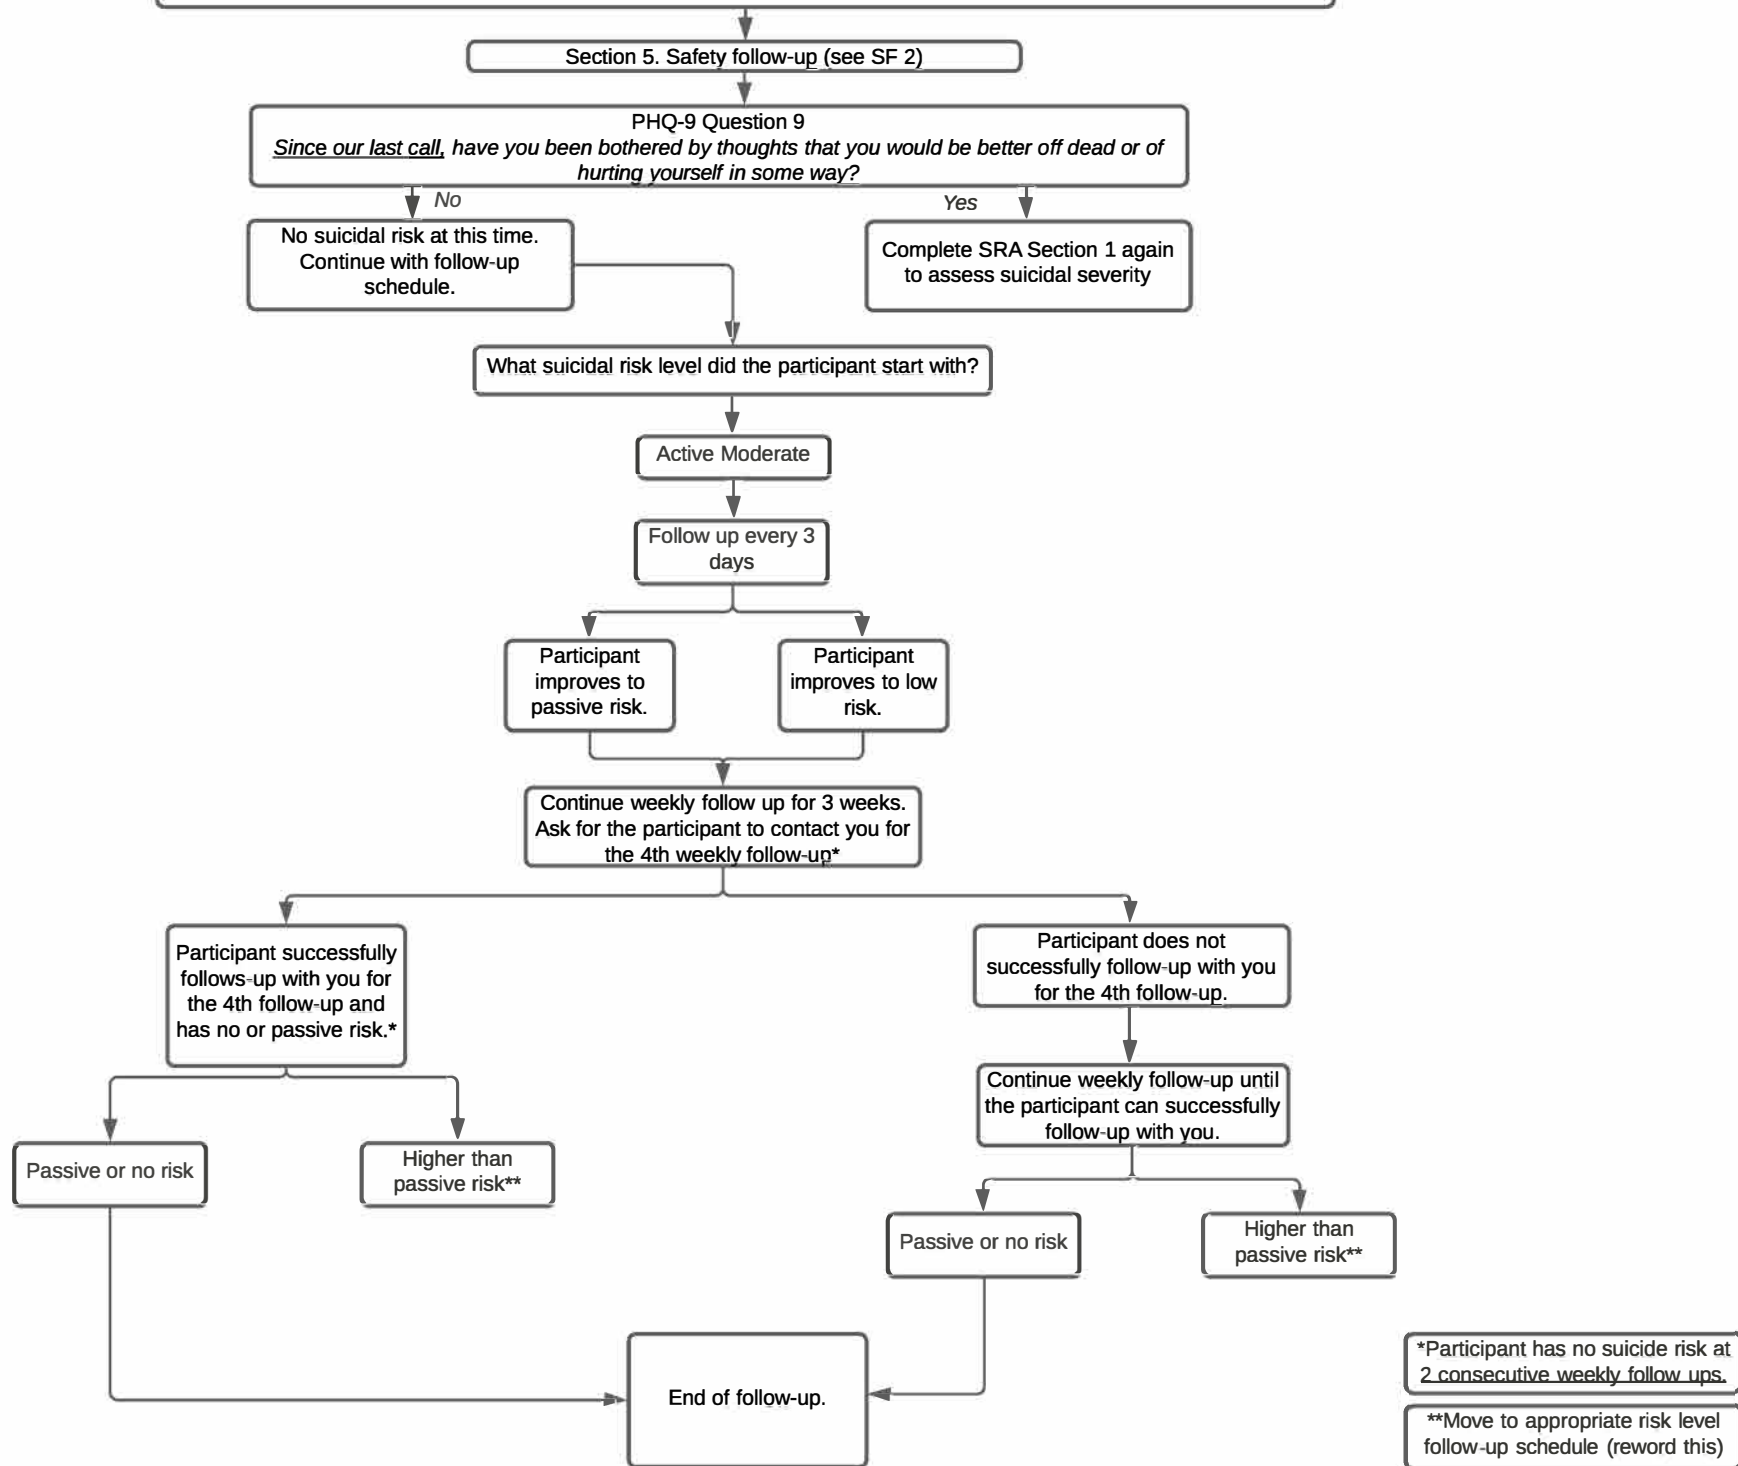 Section 5. Safety follow-up (see SF 2)
PHQ-9 Question 9
Since our last call, have you been bothered by thoughts that you would be better off dead or of
hurting yourself in some way?
No
Yes
No suicidal risk at this time.
Continue with follow-up
schedule.
Complete SRA Section 1 again
to assess suicidal severity
What suicidal risk level did the participant start with?
Active Moderate
Follow up every 3
days
Participant
improves to
passive risk.
Participant
improves to low
risk.
Continue weekly follow up for 3 weeks.
Ask for the participant to contact you for
the 4th weekly follow-up*
Participant successfully
follows-up with you for
the 4th follow-up and
has no or passive risk.*
Participant does not
successfully follow-up with you
for the 4th follow-up.
Continue weekly follow-up until
the participant can successfully
follow-up with you.
Passive or no risk
Higher than
passive risk**
Passive or no risk
Higher than
passive risk**
End of follow-up.
*Participant has no suicide risk at
2 consecutive weekly follow ups.
**Move to appropriate risk level
follow-up schedule (reword this)